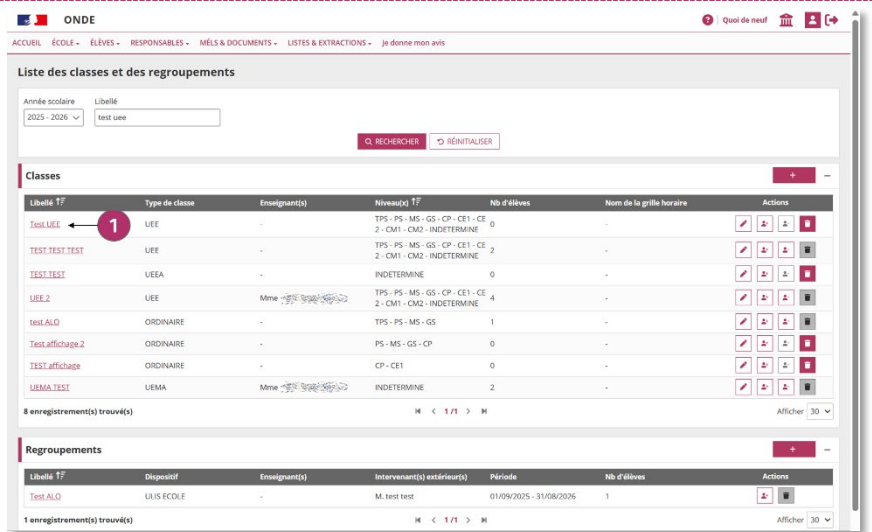 ONDE
Quoi de neuf
ACCUEIL ÉCOLE ÉLÈVES RESPONSABLES MÉLS & DOCUMENTS LISTES & EXTRACTIONS Je donne mon avis
Liste des classes et des regroupements
Année scolaire Libellé
2025 - 2026 test uee
RECHERCHER RÉINITIALISER
Classes
+ −
Libellé Type de classe Enseignant(s) Niveau(x) Nb d'élèves Nom de la grille horaire Actions
Test UEE 1 UEE - TPS - PS - MS - GS - CP - CE1 - CE 2 - CM1 - CM2 - INDETERMINE 0 -
TEST TEST TEST UEE - TPS - PS - MS - GS - CP - CE1 - CE 2 - CM1 - CM2 - INDETERMINE 2 -
TEST TEST UEEA - INDETERMINE 0 -
UEE 2 UEE Mme TPS - PS - MS - GS - CP - CE1 - CE 2 - CM1 - CM2 - INDETERMINE 4 -
test ALO ORDINAIRE - TPS - PS - MS - GS 1 -
Test affichage 2 ORDINAIRE - PS - MS - GS - CP 0 -
TEST affichage ORDINAIRE - CP - CE1 0 -
UEMA TEST UEMA Mme INDETERMINE 2 -
8 enregistrement(s) trouvé(s) 1 /1 Afficher 30
Regroupements
+ −
Libellé Dispositif Enseignant(s) Intervenant(s) extérieur(s) Période Nb d'élèves Actions
Test ALO ULIS ECOLE - M. test test 01/09/2025 - 31/08/2026 1
1 enregistrement(s) trouvé(s) 1 /1 Afficher 30